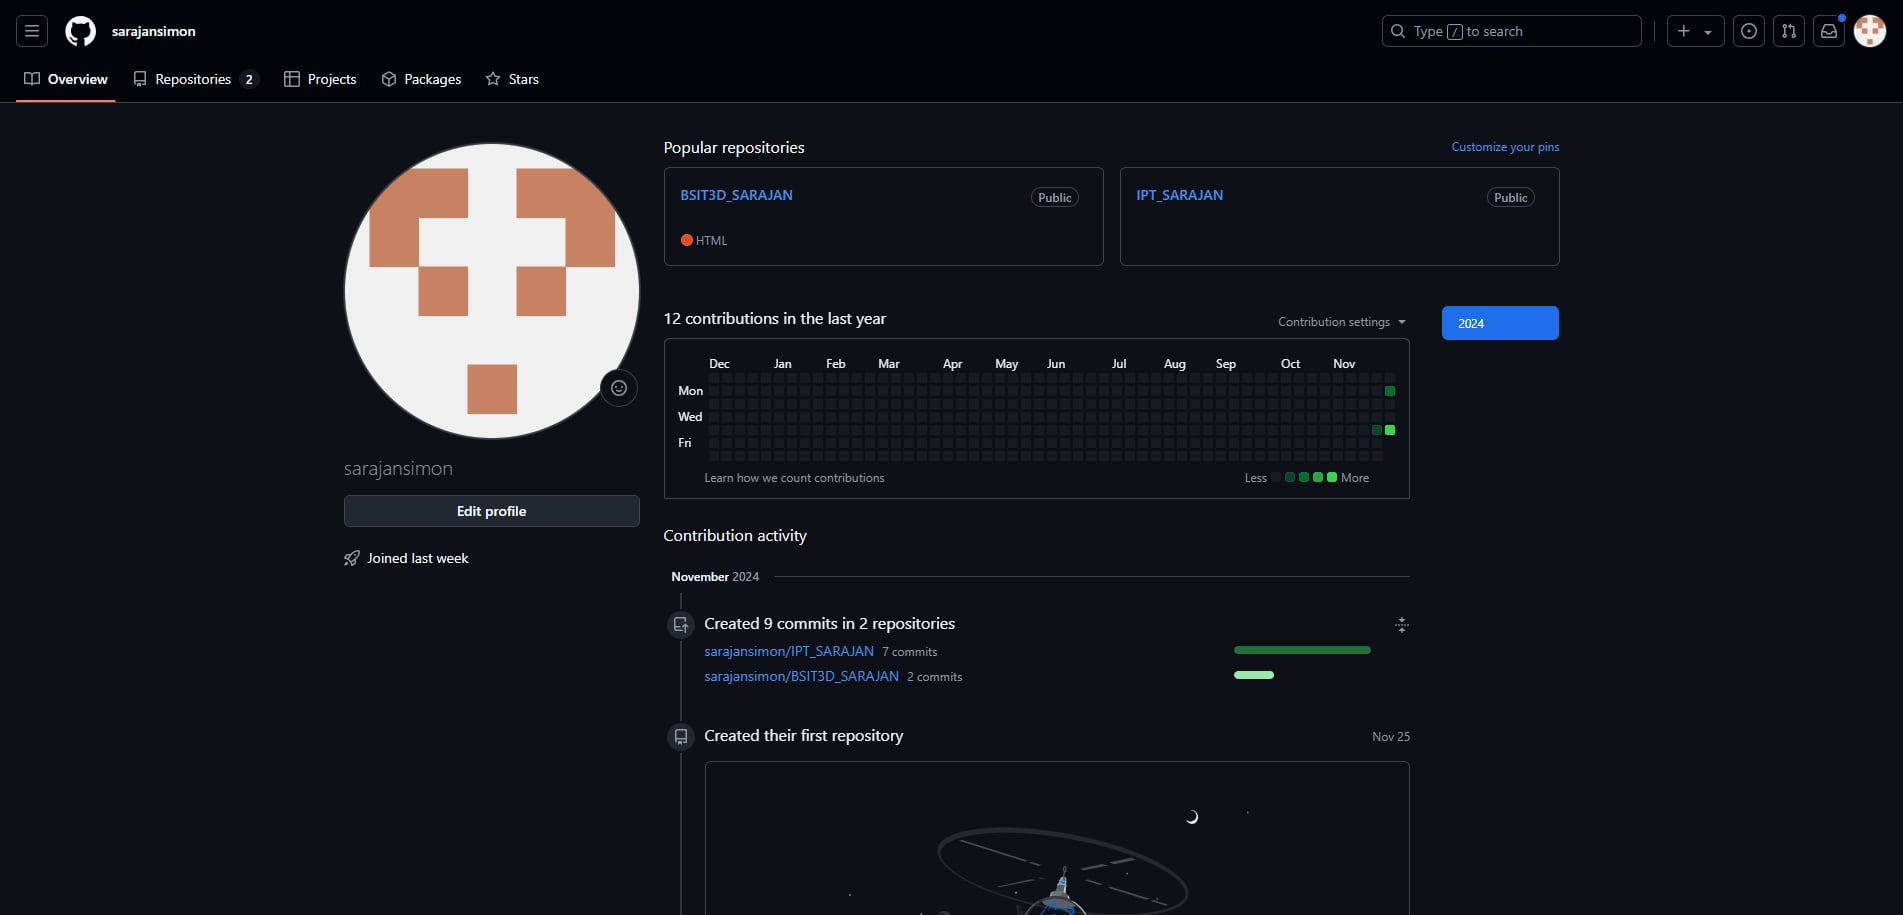 sarajansimon
Type / to search
Overview
Repositories 2
Projects
Packages
Stars
sarajansimon
Edit profile
Joined last week
Popular repositories
Customize your pins
BSIT3D_SARAJAN
Public
HTML
IPT_SARAJAN
Public
12 contributions in the last year
Contribution settings
2024
Dec Jan Feb Mar Apr May Jun Jul Aug Sep Oct Nov
Mon
Wed
Fri
Learn how we count contributions
Less More
Contribution activity
November 2024
Created 9 commits in 2 repositories
sarajansimon/IPT_SARAJAN 7 commits
sarajansimon/BSIT3D_SARAJAN 2 commits
Created their first repository
Nov 25